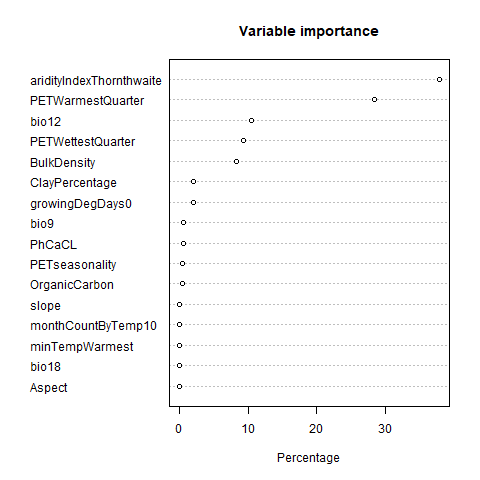 Variable importance
aridityIndexThornthwaite
PETWarmestQuarter
bio12
PETWettestQuarter
BulkDensity
ClayPercentage
growingDegDays0
bio9
PhCaCL
PETseasonality
OrganicCarbon
slope
monthCountByTemp10
minTempWarmest
bio18
Aspect
0 10 20 30
Percentage